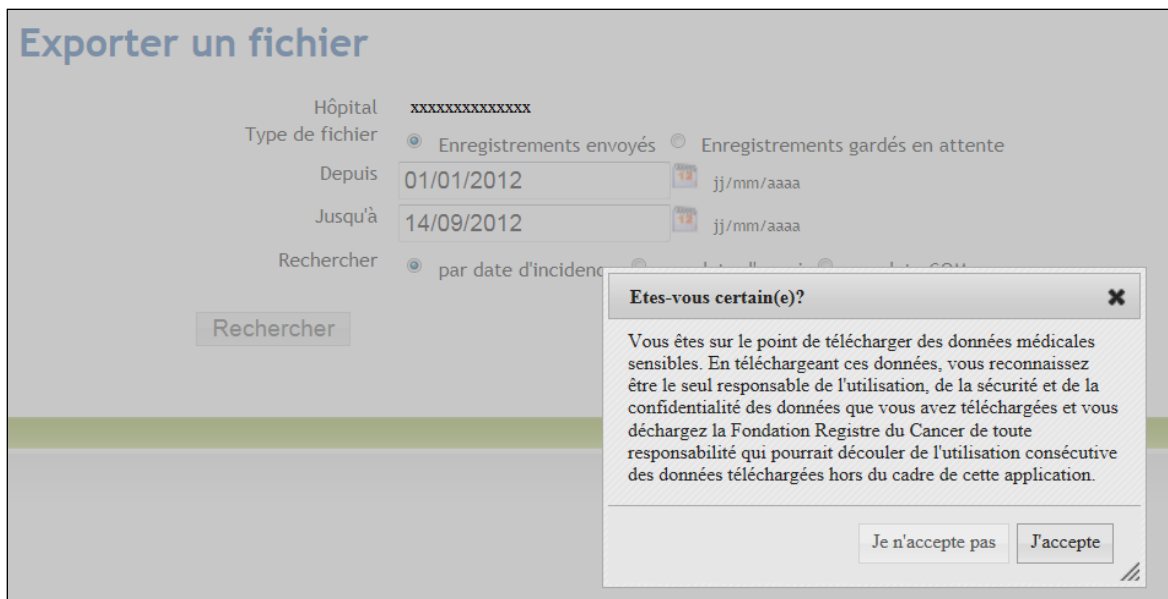 Exporter un fichier
Hôpital xxxxxxxxxxxxxx
Type de fichier Enregistrements envoyés Enregistrements gardés en attente
Depuis 01/01/2012 jj/mm/aaaa
Jusqu'à 14/09/2012 jj/mm/aaaa
Rechercher par date d'incidenc
Rechercher
Etes-vous certain(e)?
Vous êtes sur le point de télécharger des données médicales
sensibles. En téléchargeant ces données, vous reconnaissez
être le seul responsable de l'utilisation, de la sécurité et de la
confidentialité des données que vous avez téléchargées et vous
déchargez la Fondation Registre du Cancer de toute
responsabilité qui pourrait découler de l'utilisation consécutive
des données téléchargées hors du cadre de cette application.
Je n'accepte pas J'accepte